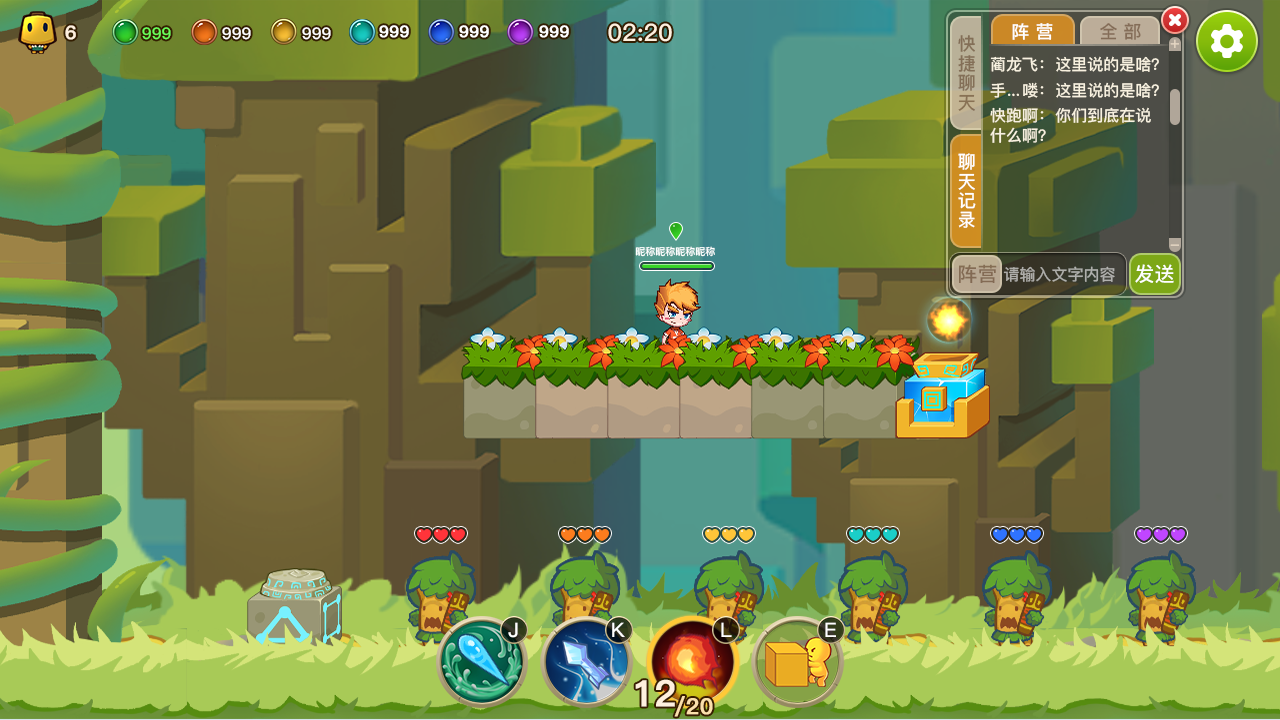 6
999
999
999
999
999
999
02:20
快捷聊天
聊天记录
阵营
全部
蔺龙飞：这里说的是啥？
手...喽：这里说的是啥？
快跑啊：你们到底在说
什么啊？
阵营
请输入文字内容
发送
昵称昵称昵称昵称
J
K
L
E
12/20